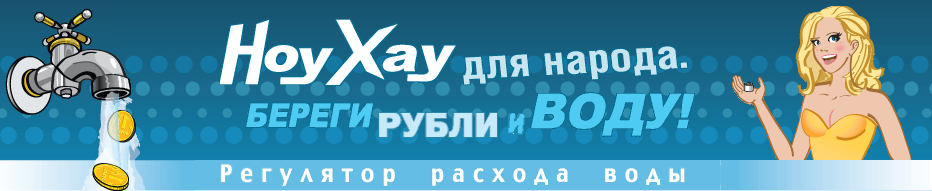 НоуХау для народа.
БЕРЕГИ РУБЛИ и ВОДУ!
Регулятор расхода воды